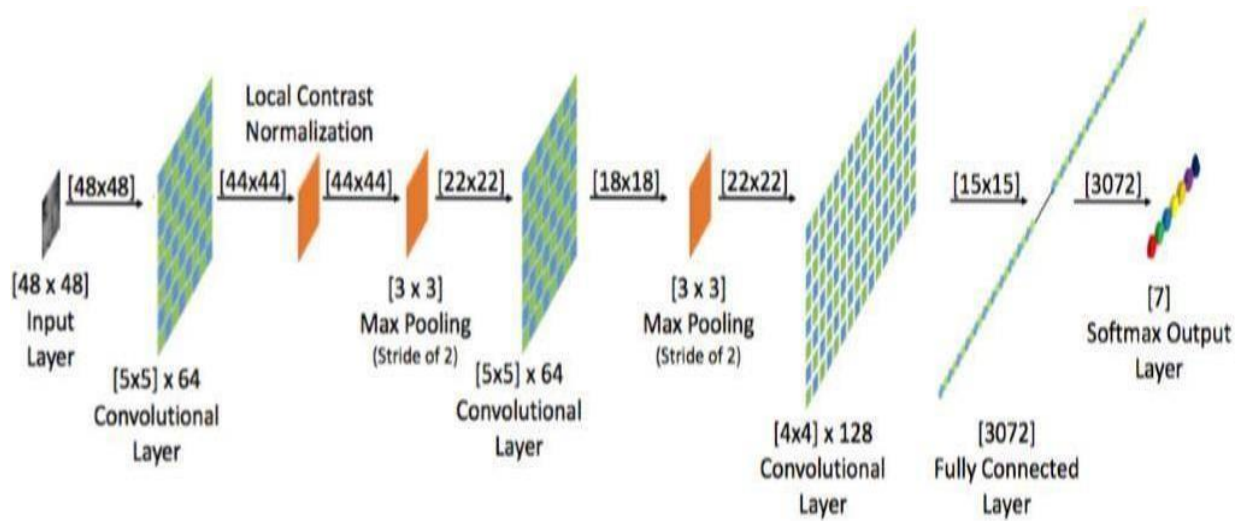 Local Contrast
Normalization
[48x48]
[44x44]
[44x44]
[22x22]
[18x18]
[22x22]
[15x15]
[3072]
[48 x 48]
Input
Layer
[5x5] x 64
Convolutional
Layer
[3 x 3]
Max Pooling
(Stride of 2)
[5x5] x 64
Convolutional
Layer
[3 x 3]
Max Pooling
(Stride of 2)
[4x4] x 128
Convolutional
Layer
[3072]
Fully Connected
Layer
[7]
Softmax Output
Layer